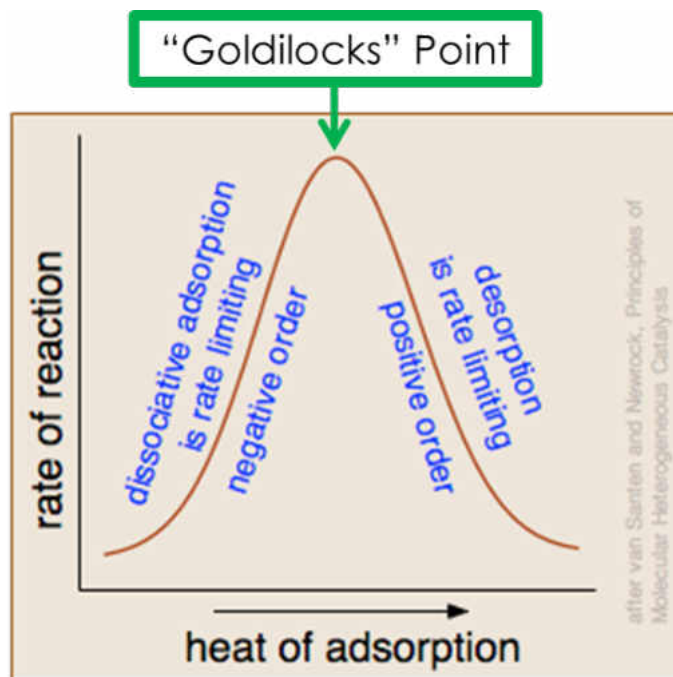 “Goldilocks” Point
rate of reaction
dissociative adsorption
is rate limiting
negative order
positive order
desorption
is rate limiting
heat of adsorption
after van Santen and Newrock, Principles of
Molecular Heterogeneous Catalysis